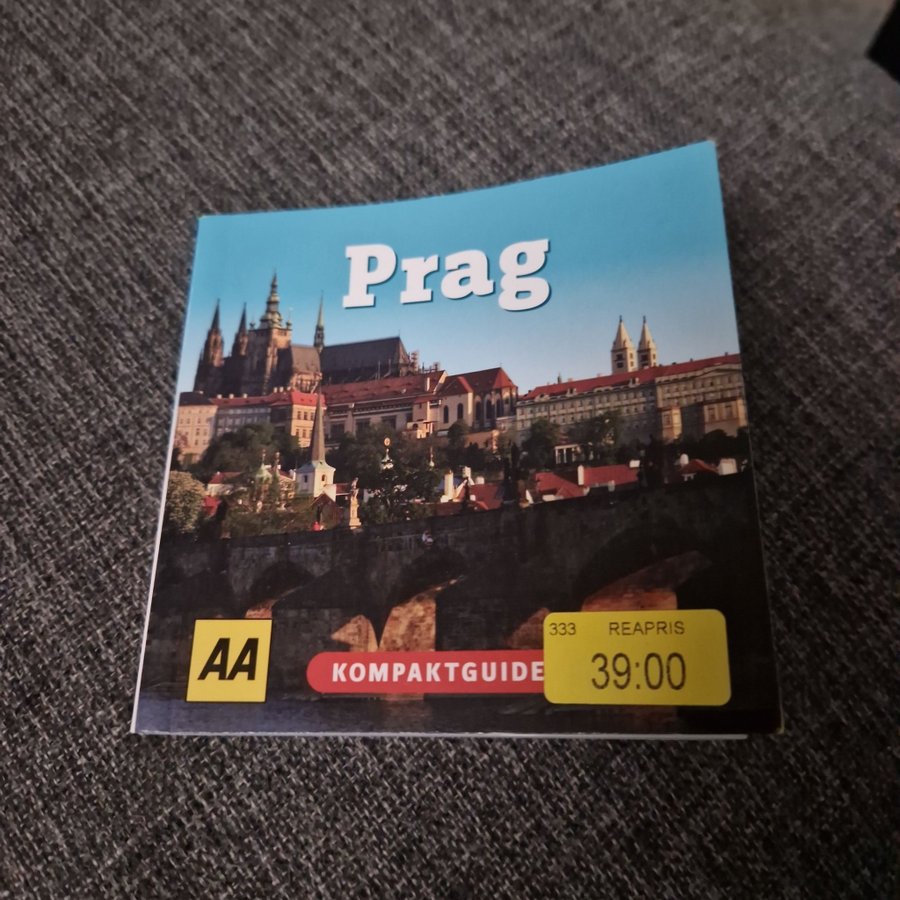 Prag
AA
KOMPAKTGUIDE
333 REAPRIS
39:00